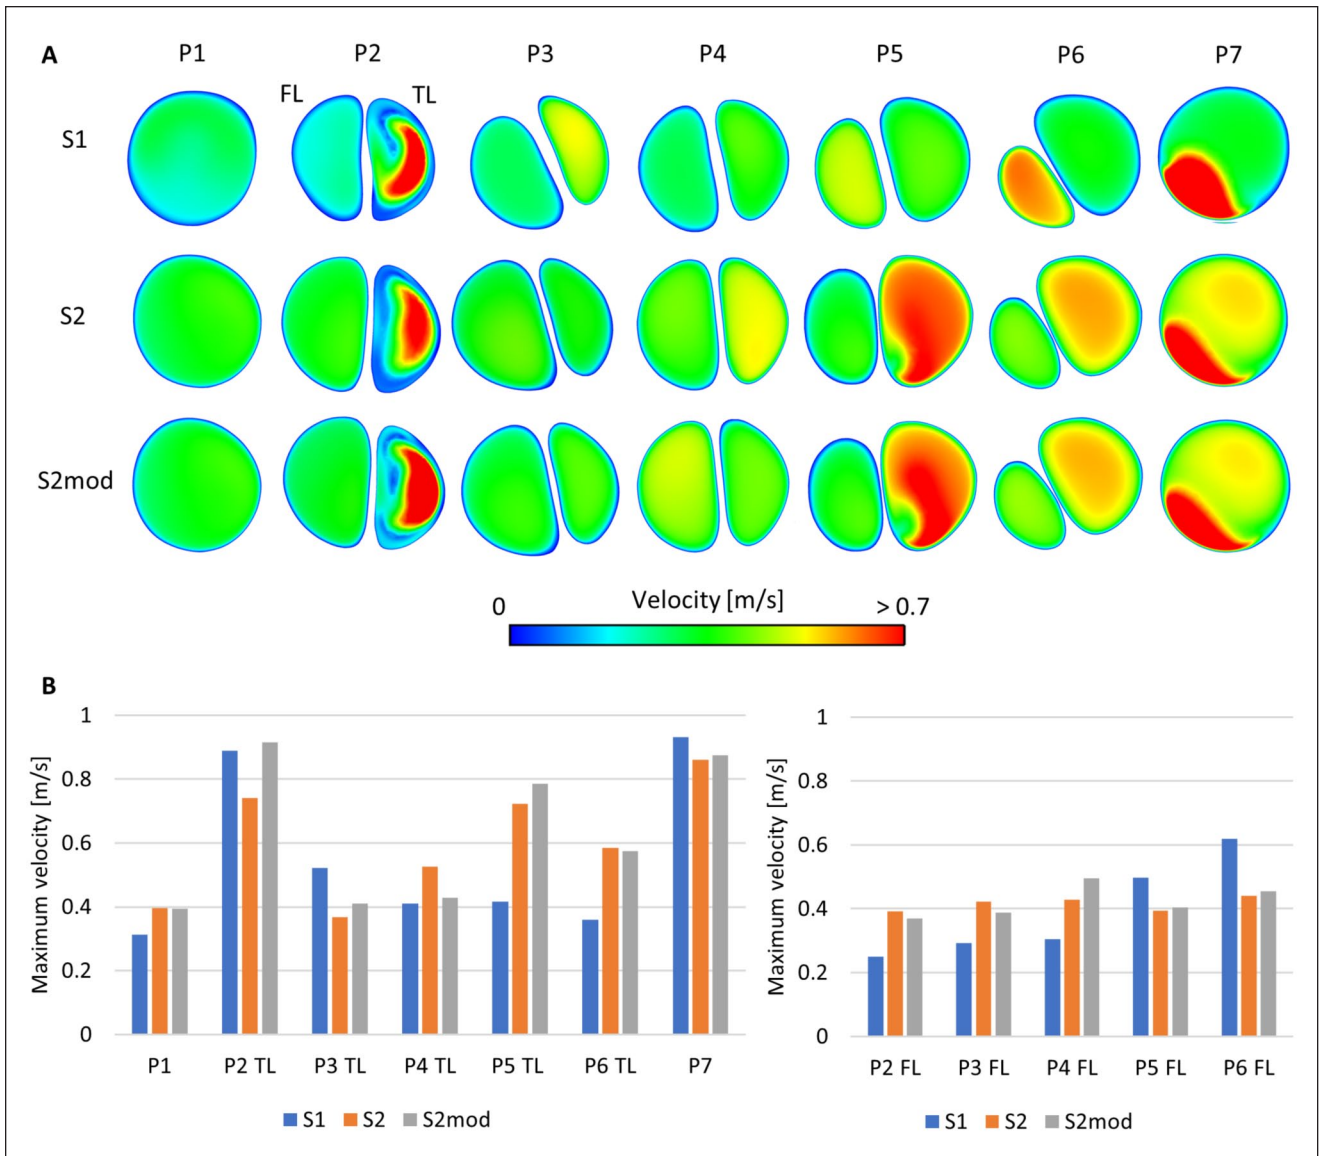 A P1 P2 P3 P4 P5 P6 P7
FL TL
S1
S2
S2mod
0 Velocity [m/s] > 0.7
B
Maximum velocity [m/s]
1
0.8
0.6
0.4
0.2
0
P1 P2 TL P3 TL P4 TL P5 TL P6 TL P7
S1 S2 S2mod
Maximum velocity [m/s]
1
0.8
0.6
0.4
0.2
0
P2 FL P3 FL P4 FL P5 FL P6 FL
S1 S2 S2mod